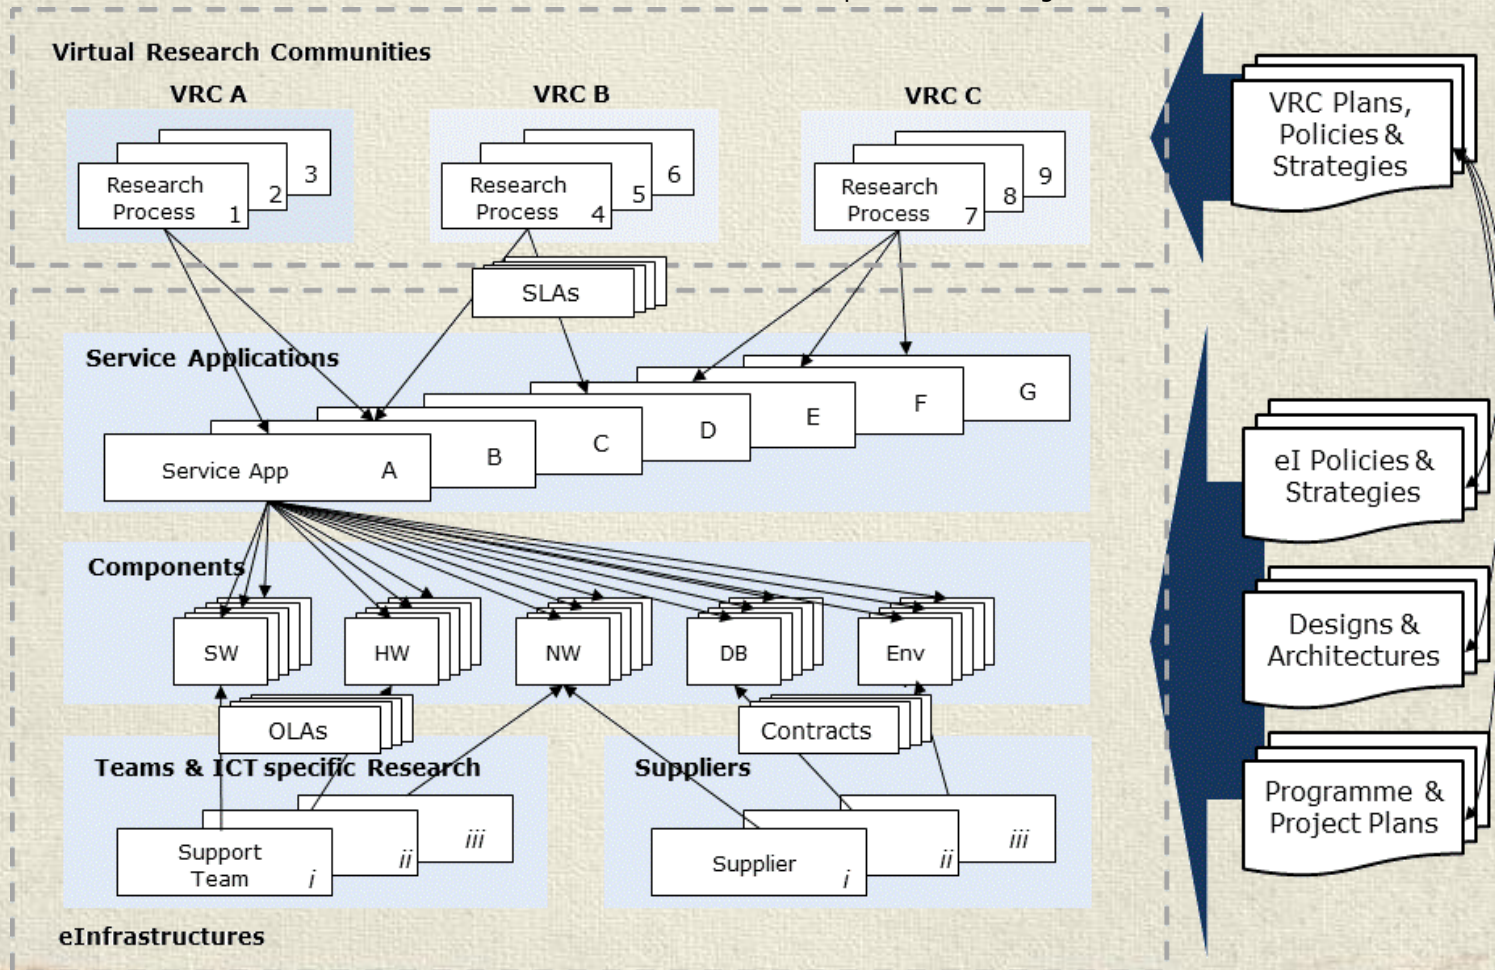 Virtual Research Communities
VRC A
VRC B
VRC C
Research
Process 1
2
3
Research
Process 4
5
6
Research
Process 7
8
9
SLAs
Service Applications
Service App A
B
C
D
E
F
G
Components
SW
HW
NW
DB
Env
OLAs
Contracts
Teams & ICT specific Research
Support
Team i
ii
iii
Suppliers
Supplier i
ii
iii
eInfrastructures
VRC Plans,
Policies &
Strategies
eI Policies &
Strategies
Designs &
Architectures
Programme &
Project Plans